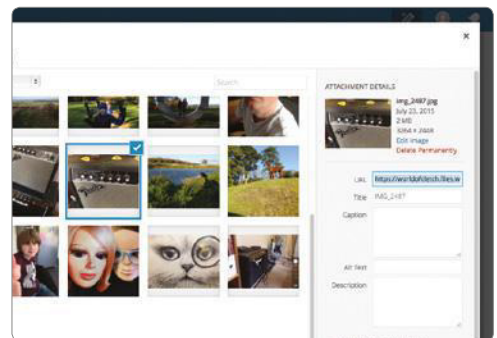 Search
ATTACHMENT DETAILS
img_2487.jpg
July 23, 2015
2 MB
3264 × 2448
Edit Image
Delete Permanently
URL
Title IMG_2487
Caption
Alt Text
Description